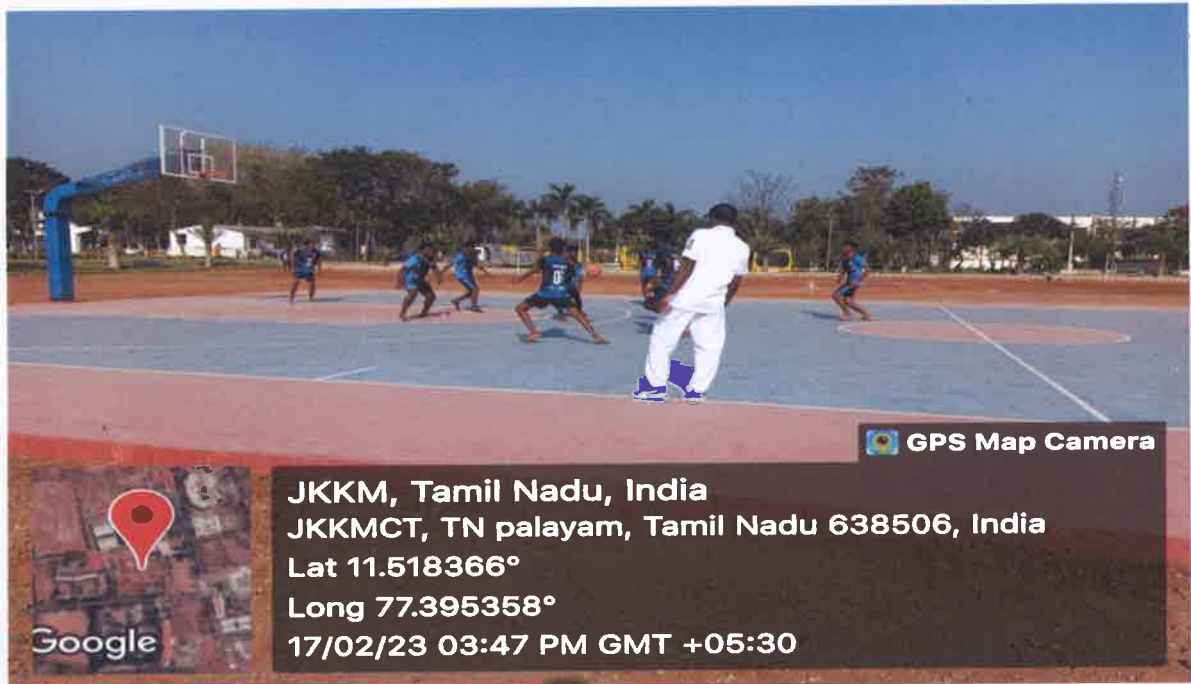 GPS Map Camera
JKKM, Tamil Nadu, India
JKKMCT, TN palayam, Tamil Nadu 638506, India
Lat 11.518366°
Long 77.395358°
17/02/23 03:47 PM GMT +05:30
Google
0